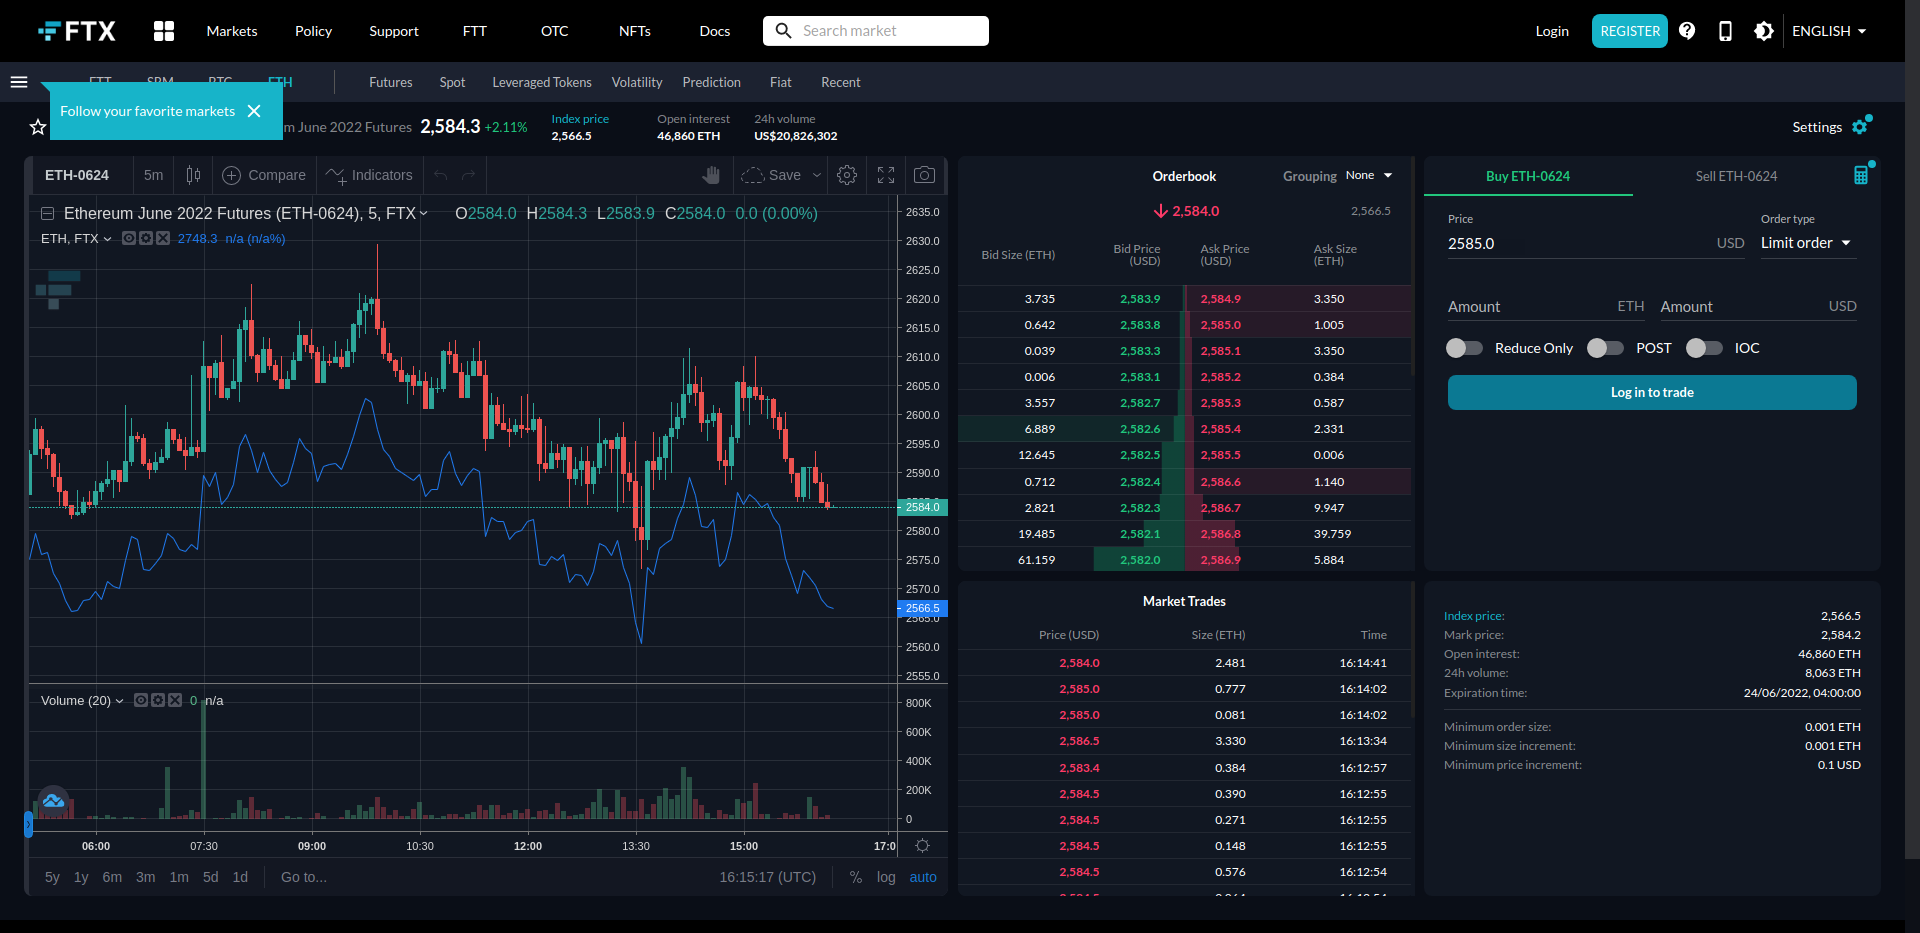 FTX Markets Policy Support FTT OTC NFTs Docs Search market Login REGISTER ENGLISH
ETH Futures Spot Leveraged Tokens Volatility Prediction Fiat Recent
Follow your favorite markets
m June 2022 Futures 2,584.3 +2.11%
Index price
2,566.5
Open interest
46,860 ETH
24h volume
US$20,826,302
Settings
ETH-0624 5m Compare Indicators Save
Ethereum June 2022 Futures (ETH-0624), 5, FTX O2584.0 H2584.3 L2583.9 C2584.0 0.0 (0.00%)
ETH, FTX 2748.3 n/a (n/a%)
2635.0
2630.0
2625.0
2620.0
2615.0
2610.0
2605.0
2600.0
2595.0
2590.0
2584.0
2580.0
2575.0
2570.0
2566.5
2565.0
2560.0
2555.0
Volume (20) 0 n/a
800K
600K
400K
200K
0
06:00 07:30 09:00 10:30 12:00 13:30 15:00 17:0
5y 1y 6m 3m 1m 5d 1d Go to... 16:15:17 (UTC) % log auto
Orderbook Grouping None
2,584.0 2,566.5
Bid Size (ETH) Bid Price (USD) Ask Price (USD) Ask Size (ETH)
3.735 2,583.9 2,584.9 3.350
0.642 2,583.8 2,585.0 1.005
0.039 2,583.3 2,585.1 3.350
0.006 2,583.1 2,585.2 0.384
3.557 2,582.7 2,585.3 0.587
6.889 2,582.6 2,585.4 2.331
12.645 2,582.5 2,585.5 0.006
0.712 2,582.4 2,586.6 1.140
2.821 2,582.3 2,586.7 9.947
19.485 2,582.1 2,586.8 39.759
61.159 2,582.0 2,586.9 5.884
Market Trades
Price (USD) Size (ETH) Time
2,584.0 2.481 16:14:41
2,585.0 0.777 16:14:02
2,585.0 0.081 16:14:02
2,586.5 3.330 16:13:34
2,583.4 0.384 16:12:57
2,584.5 0.390 16:12:55
2,584.5 0.271 16:12:55
2,584.5 0.148 16:12:55
2,584.5 0.576 16:12:54
Buy ETH-0624 Sell ETH-0624
Price Order type
2585.0 USD Limit order
Amount ETH Amount USD
Reduce Only POST IOC
Log in to trade
Index price: 2,566.5
Mark price: 2,584.2
Open interest: 46,860 ETH
24h volume: 8,063 ETH
Expiration time: 24/06/2022, 04:00:00
Minimum order size: 0.001 ETH
Minimum size increment: 0.001 ETH
Minimum price increment: 0.1 USD